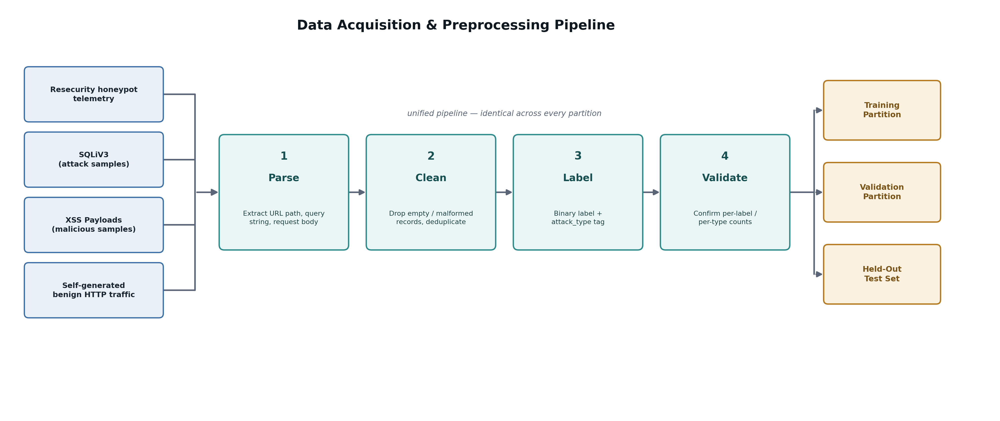 Data Acquisition & Preprocessing Pipeline
Resecurity honeypot
telemetry
SQLiV3
(attack samples)
XSS Payloads
(malicious samples)
Self-generated
benign HTTP traffic
unified pipeline — identical across every partition
1
Parse
Extract URL path, query
string, request body
2
Clean
Drop empty / malformed
records, deduplicate
3
Label
Binary label +
attack_type tag
4
Validate
Confirm per-label /
per-type counts
Training
Partition
Validation
Partition
Held-Out
Test Set